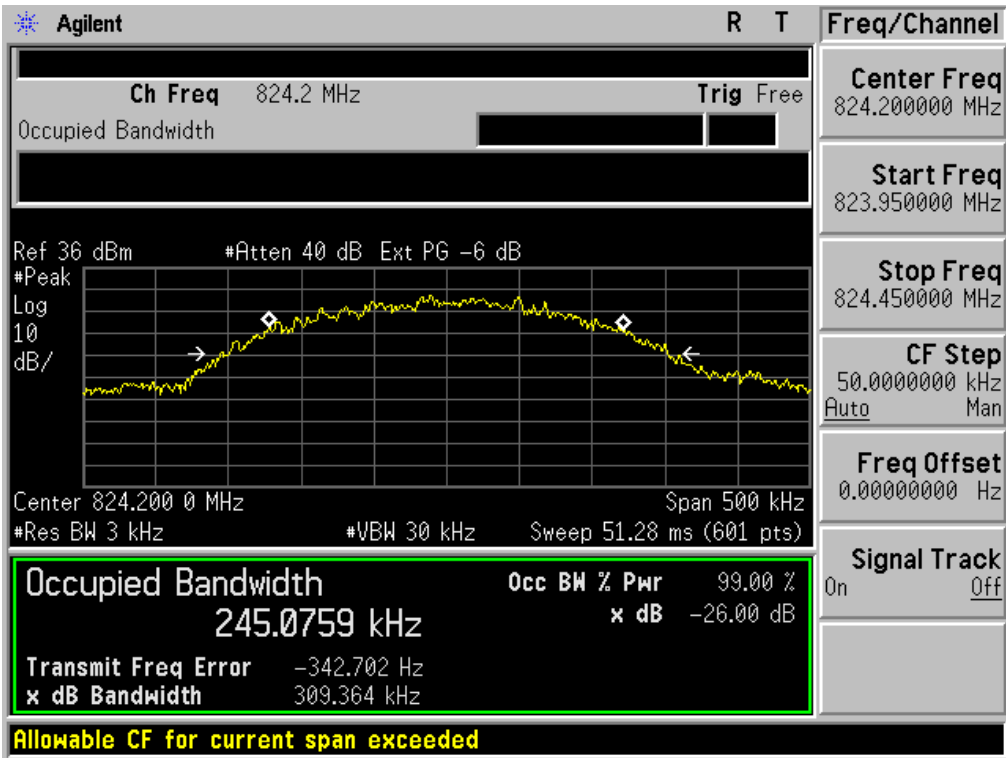 Agilent R T
Freq/Channel
Ch Freq 824.2 MHz Trig Free
Occupied Bandwidth
Ref 36 dBm #Atten 40 dB Ext PG -6 dB
#Peak
Log
10
dB/
Center 824.200 0 MHz Span 500 kHz
#Res BW 3 kHz #VBW 30 kHz Sweep 51.28 ms (601 pts)
Occupied Bandwidth
245.0759 kHz
Occ BW % Pwr 99.00 %
x dB -26.00 dB
Transmit Freq Error -342.702 Hz
x dB Bandwidth 309.364 kHz
Allowable CF for current span exceeded
Center Freq
824.200000 MHz
Start Freq
823.950000 MHz
Stop Freq
824.450000 MHz
CF Step
50.0000000 kHz
Auto Man
Freq Offset
0.00000000 Hz
Signal Track
On Off